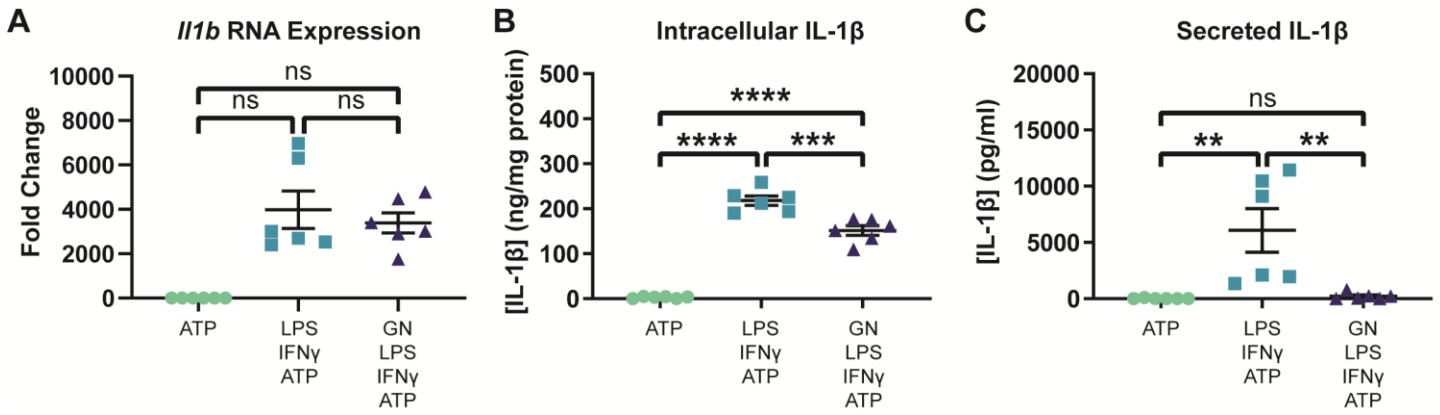 A
Il1b RNA Expression
Fold Change
10000
8000
6000
4000
2000
0
ns
ns
ns
ATP
LPS
IFNγ
ATP
GN
LPS
IFNγ
ATP
B
Intracellular IL-1β
[IL-1β] (ng/mg protein)
500
400
300
200
100
0
****
****
***
ATP
LPS
IFNγ
ATP
GN
LPS
IFNγ
ATP
C
Secreted IL-1β
[IL-1β] (pg/ml)
20000
15000
10000
5000
0
ns
**
**
ATP
LPS
IFNγ
ATP
GN
LPS
IFNγ
ATP